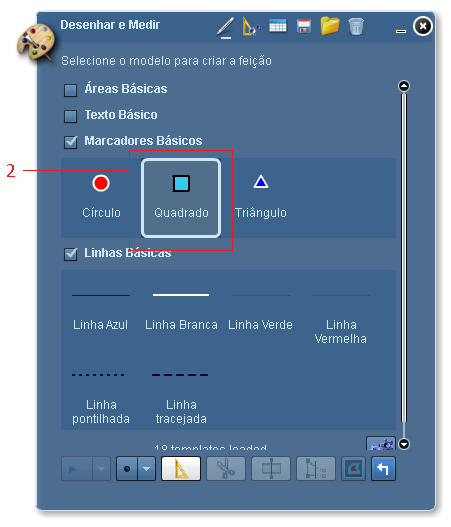 Desenhar e Medir
Selecione o modelo para criar a feição
Áreas Básicas
Texto Básico
Marcadores Básicos
2
Círculo Quadrado Triângulo
Linhas Básicas
Linha Azul Linha Branca Linha Verde Linha Vermelha
Linha pontilhada Linha tracejada
18 templates loaded